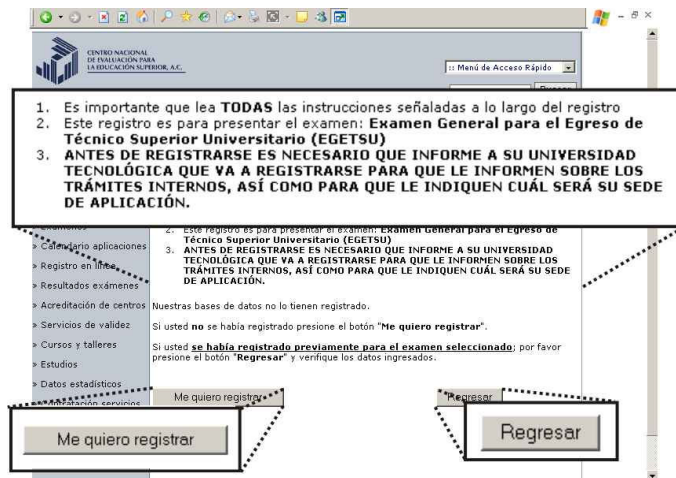 CENTRO NACIONAL
DE EVALUACIÓN PARA
LA EDUCACIÓN SUPERIOR, A.C.
:: Menú de Acceso Rápido
1. Es importante que lea TODAS las instrucciones señaladas a lo largo del registro
2. Este registro es para presentar el examen: Examen General para el Egreso de
Técnico Superior Universitario (EGETSU)
3. ANTES DE REGISTRARSE ES NECESARIO QUE INFORME A SU UNIVERSIDAD
TECNOLÓGICA QUE VA A REGISTRARSE PARA QUE LE INFORMEN SOBRE LOS
TRÁMITES INTERNOS, ASÍ COMO PARA QUE LE INDIQUEN CUÁL SERÁ SU SEDE
DE APLICACIÓN.
2. Este registro es para presentar el examen: Examen General para el Egreso de
Técnico Superior Universitario (EGETSU)
3. ANTES DE REGISTRARSE ES NECESARIO QUE INFORME A SU UNIVERSIDAD
TECNOLÓGICA QUE VA A REGISTRARSE PARA QUE LE INFORMEN SOBRE LOS
TRÁMITES INTERNOS, ASÍ COMO PARA QUE LE INDIQUEN CUÁL SERÁ SU SEDE
DE APLICACIÓN.
» Calendario aplicaciones
» Registro en línea
» Resultados exámenes
» Acreditación de centros
» Servicios de validez
» Cursos y talleres
» Estudios
» Datos estadísticos
Nuestras bases de datos no lo tienen registrado.
Si usted no se había registrado presione el botón "Me quiero registrar".
Si usted se había registrado previamente para el examen seleccionado; por favor
presione el botón "Regresar" y verifique los datos ingresados.
Me quiero registrar
Regresar
Me quiero registrar
Regresar